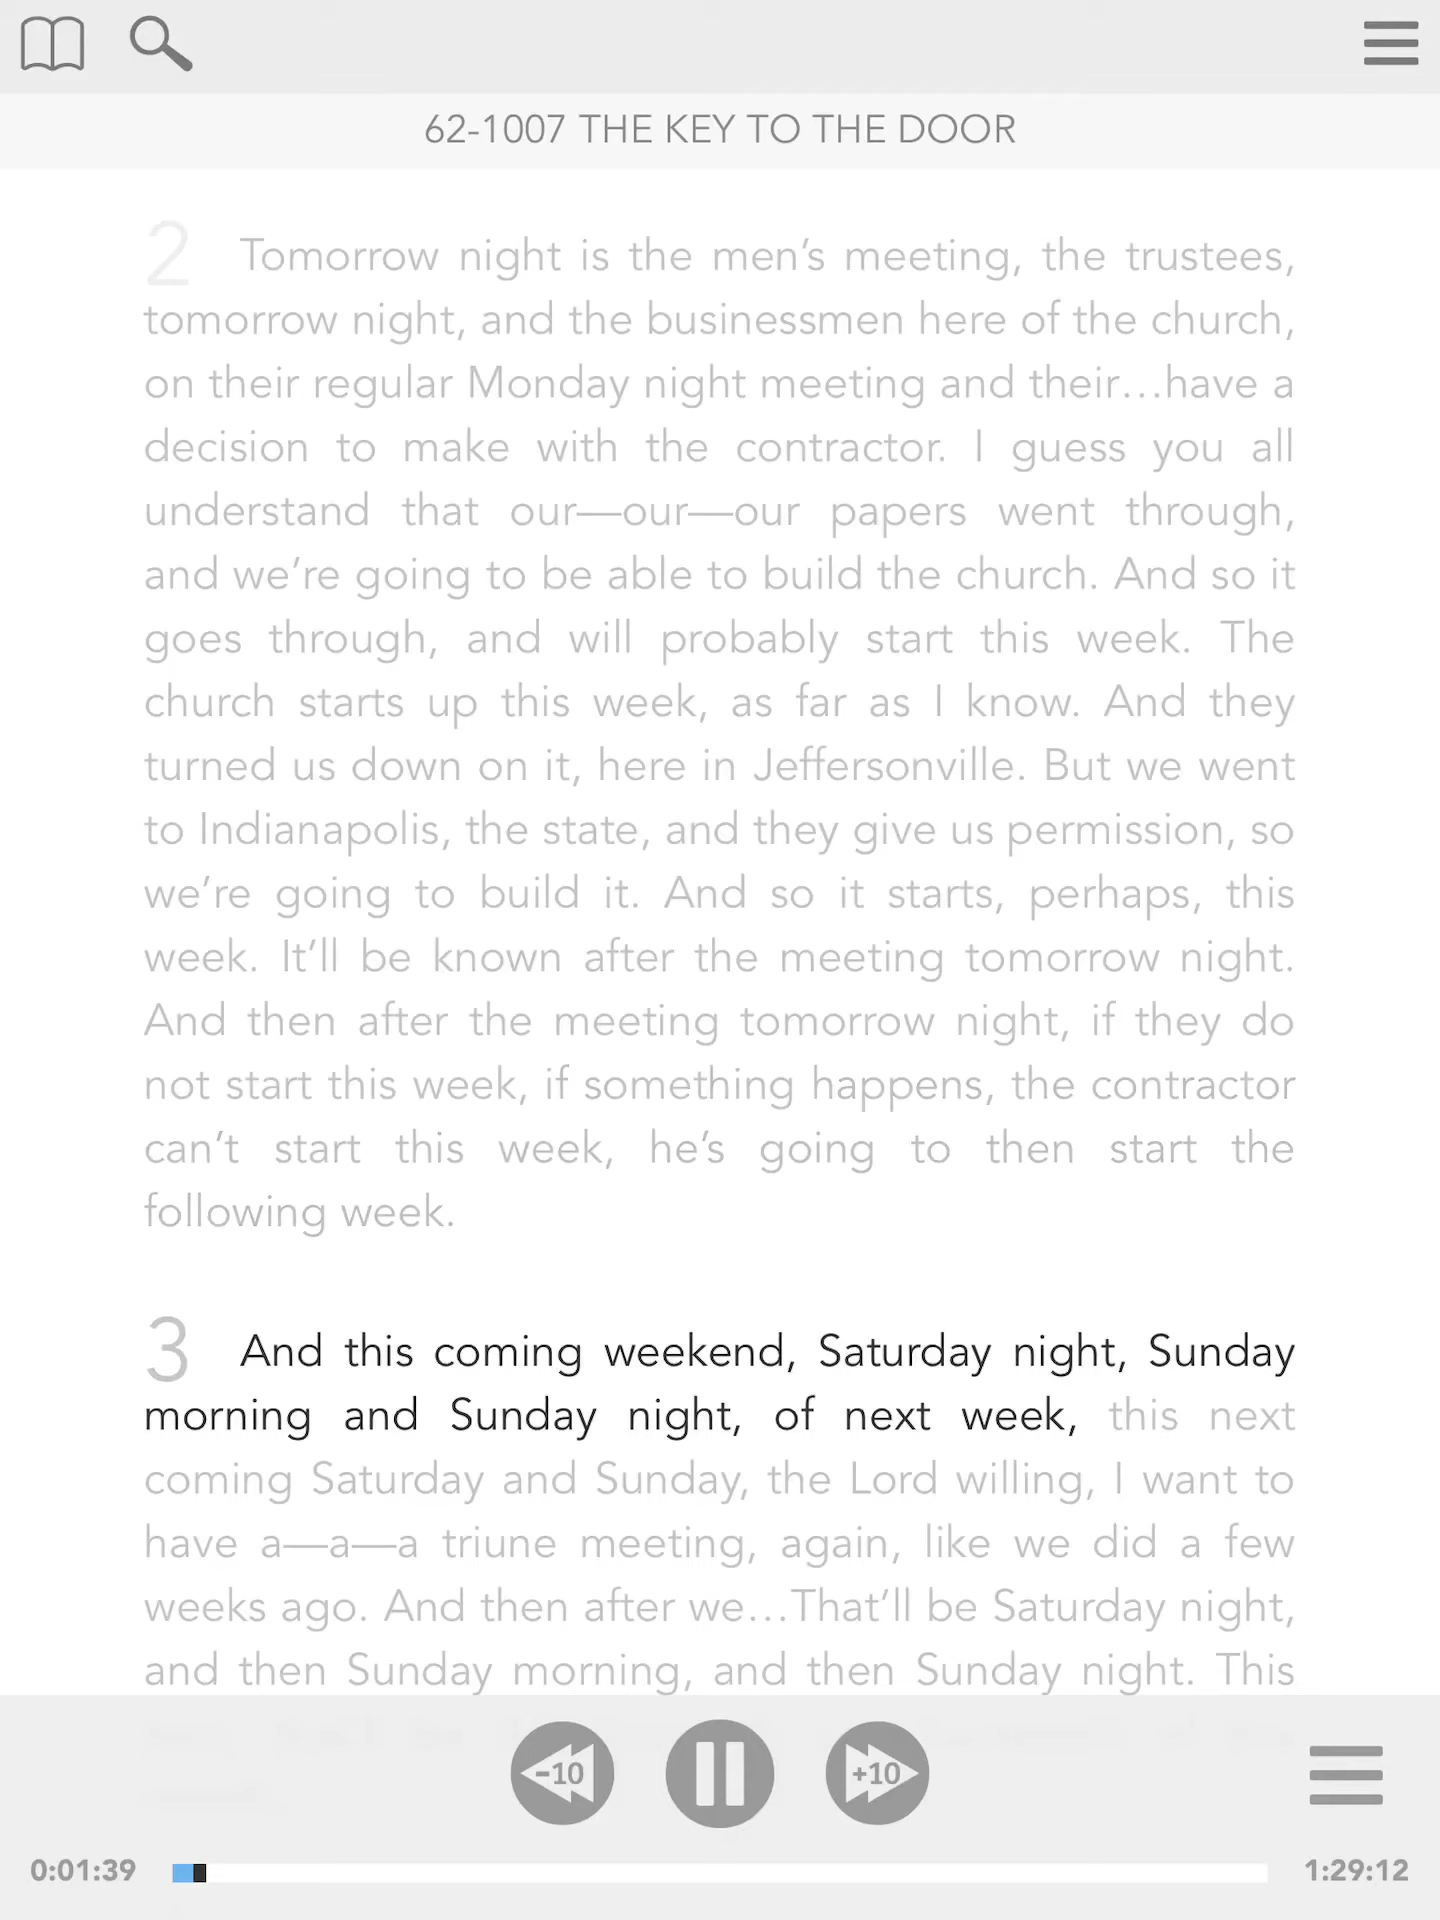 62-1007 THE KEY TO THE DOOR
2 Tomorrow night is the men’s meeting, the trustees,
tomorrow night, and the businessmen here of the church,
on their regular Monday night meeting and their…have a
decision to make with the contractor. I guess you all
understand that our—our—our papers went through,
and we’re going to be able to build the church. And so it
goes through, and will probably start this week. The
church starts up this week, as far as I know. And they
turned us down on it, here in Jeffersonville. But we went
to Indianapolis, the state, and they give us permission, so
we’re going to build it. And so it starts, perhaps, this
week. It’ll be known after the meeting tomorrow night.
And then after the meeting tomorrow night, if they do
not start this week, if something happens, the contractor
can’t start this week, he’s going to then start the
following week.
3 And this coming weekend, Saturday night, Sunday
morning and Sunday night, of next week, this next
coming Saturday and Sunday, the Lord willing, I want to
have a—a—a triune meeting, again, like we did a few
weeks ago. And then after we…That’ll be Saturday night,
and then Sunday morning, and then Sunday night. This
-10 +10
0:01:39 1:29:12